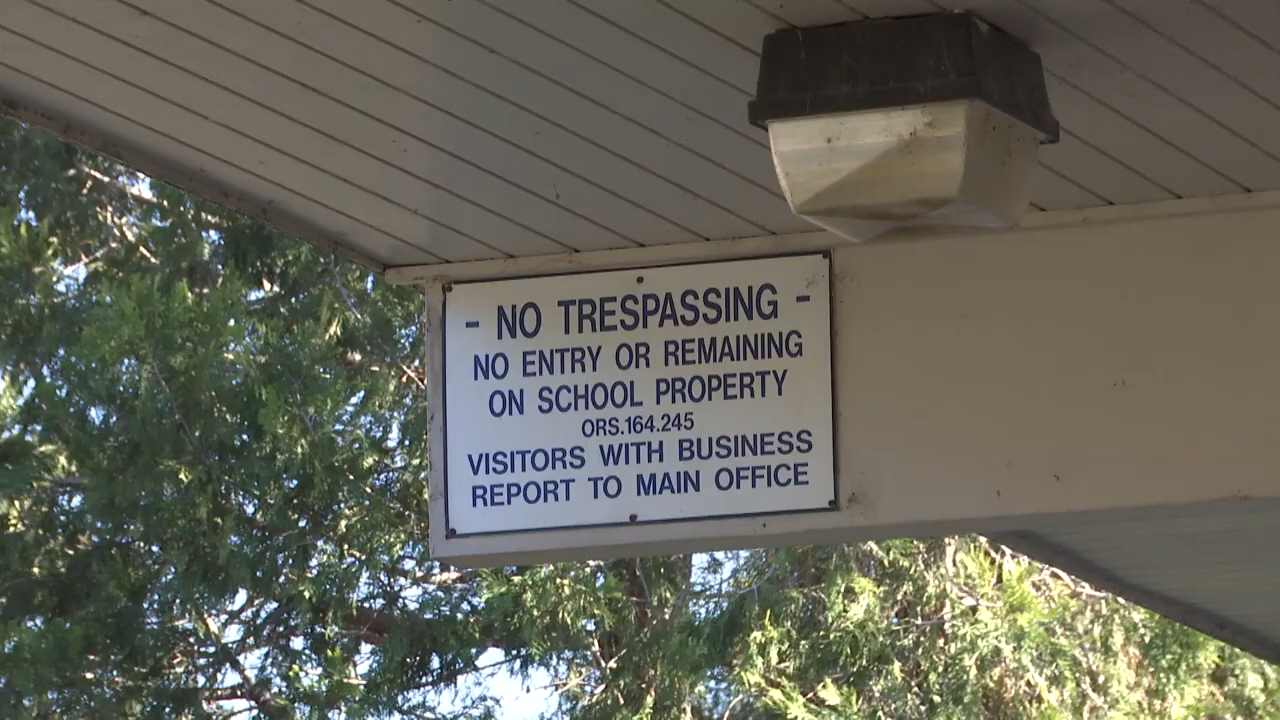 - NO TRESPASSING -
NO ENTRY OR REMAINING
ON SCHOOL PROPERTY
ORS.164.245
VISITORS WITH BUSINESS
REPORT TO MAIN OFFICE